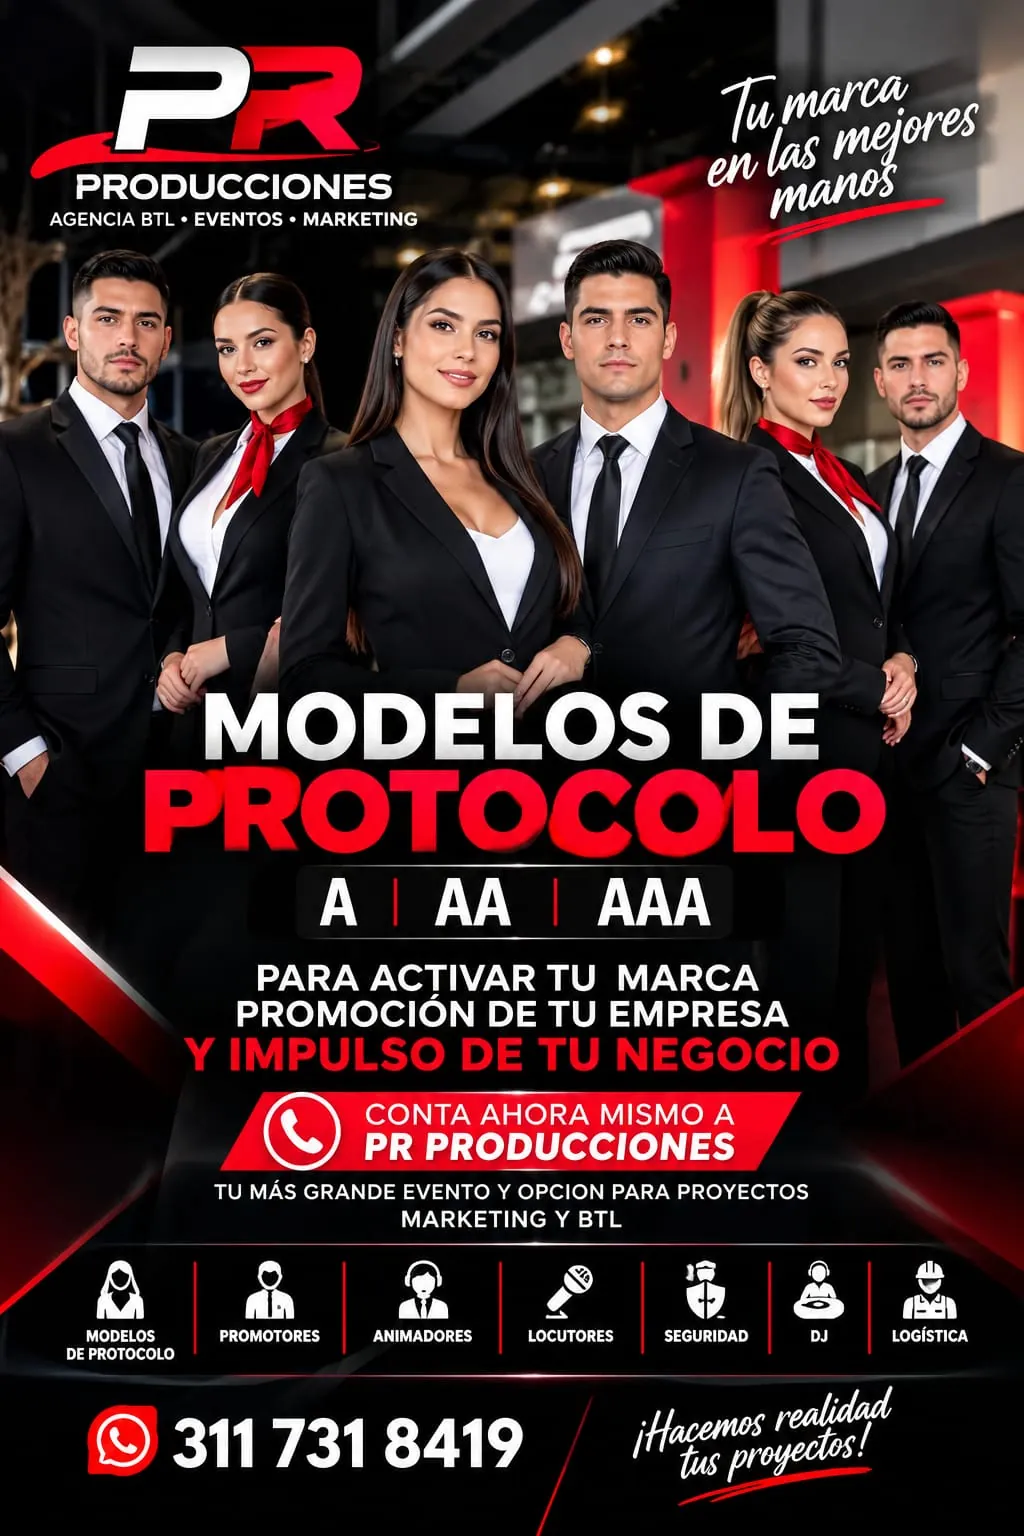 PR
PRODUCCIONES
AGENCIA BTL • EVENTOS • MARKETING
Tu marca
en las mejores
manos
MODELOS DE
PROTOCOLO
A | AA | AAA
PARA ACTIVAR TU MARCA
PROMOCIÓN DE TU EMPRESA
Y IMPULSO DE TU NEGOCIO
CONTA AHORA MISMO A
PR PRODUCCIONES
TU MÁS GRANDE EVENTO Y OPCION PARA PROYECTOS
MARKETING Y BTL
MODELOS
DE PROTOCOLO
PROMOTORES
ANIMADORES
LOCUTORES
SEGURIDAD
DJ
LOGÍSTICA
311 731 8419
¡Hacemos realidad
tus proyectos!